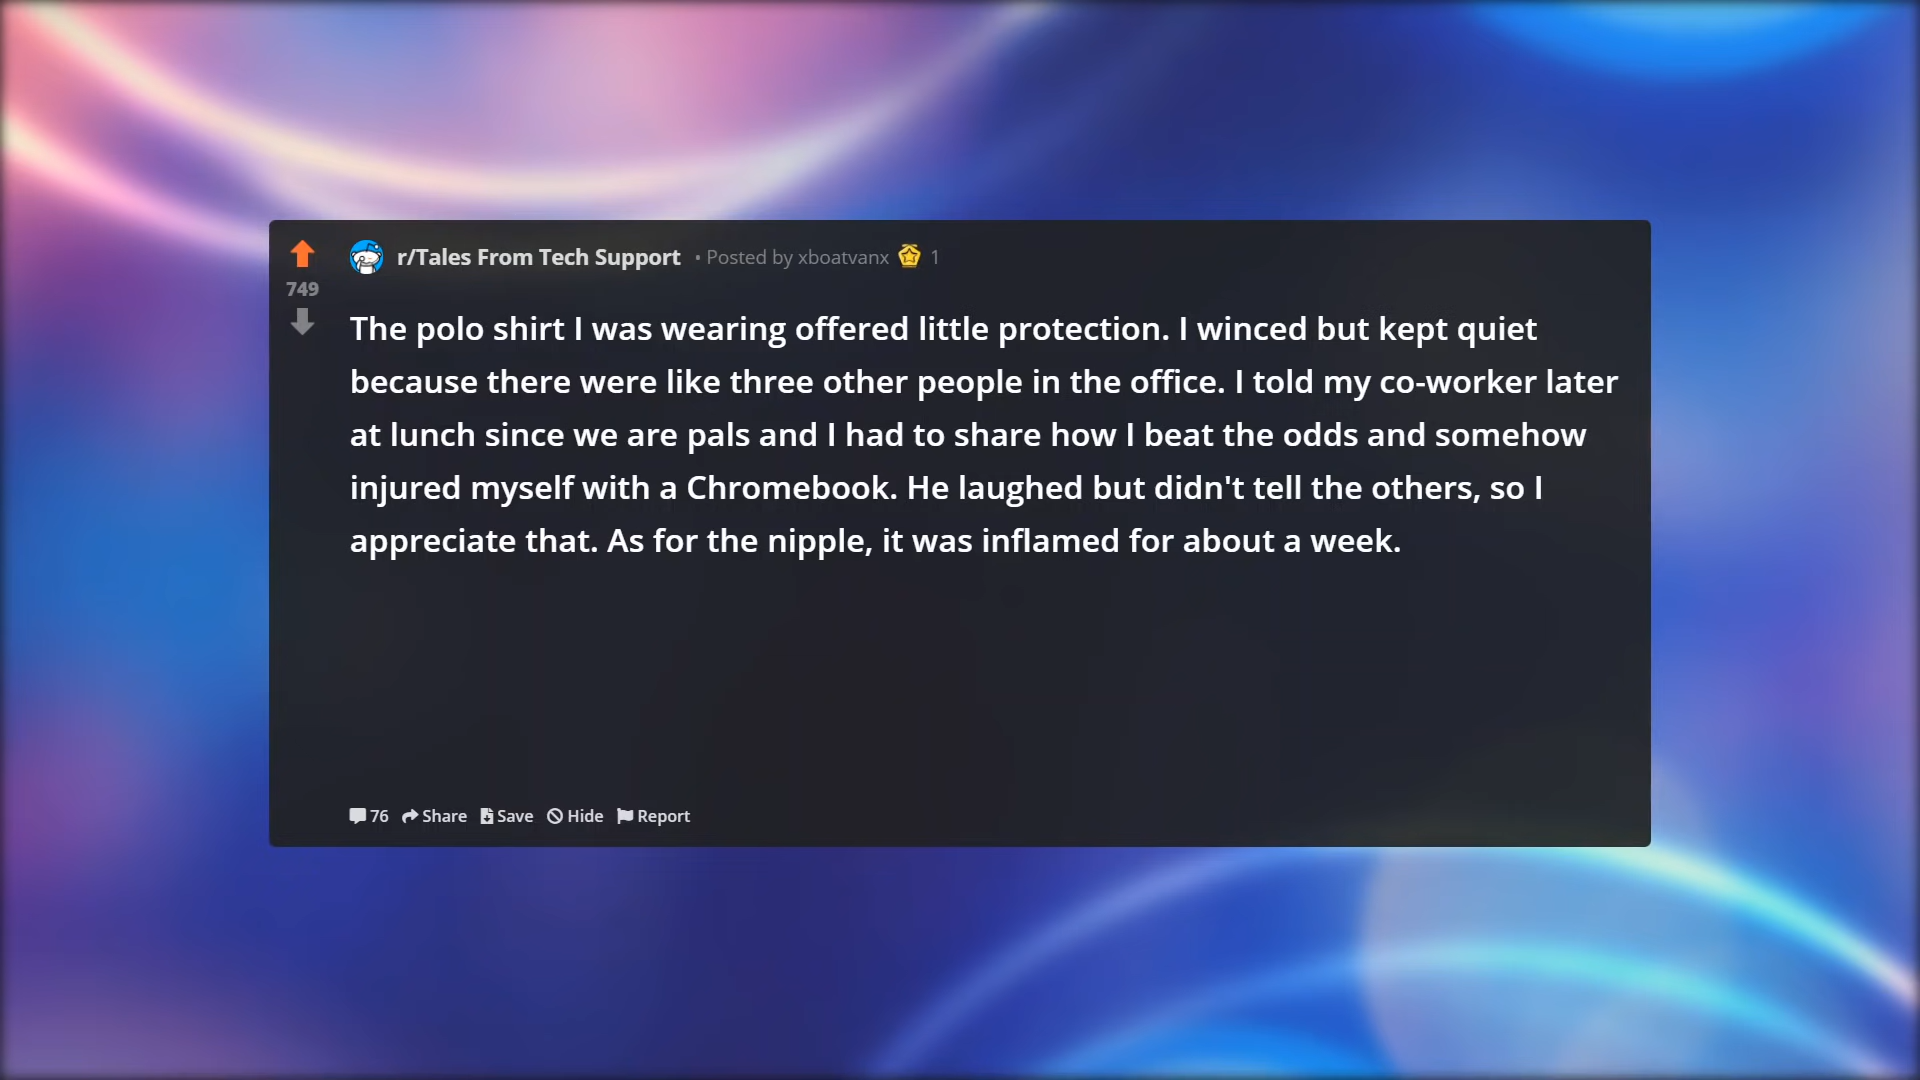 r/Tales From Tech Support • Posted by xboatvanx 1
749
The polo shirt I was wearing offered little protection. I winced but kept quiet
because there were like three other people in the office. I told my co-worker later
at lunch since we are pals and I had to share how I beat the odds and somehow
injured myself with a Chromebook. He laughed but didn't tell the others, so I
appreciate that. As for the nipple, it was inflamed for about a week.
76 Share Save Hide Report